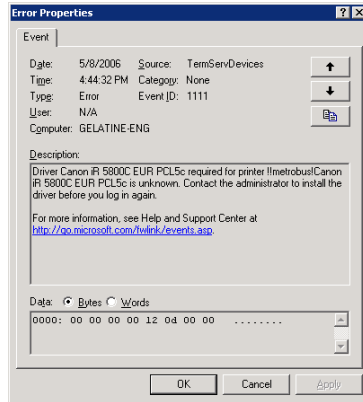 Error Properties
Event
Date: 5/8/2006 Source: TermServDevices
Time: 4:44:32 PM Category: None
Type: Error Event ID: 1111
User: N/A
Computer: GELATINE-ENG
Description:
Driver Canon iR 5800C EUR PCL5c required for printer !!metrobus!Canon
iR 5800C EUR PCL5c is unknown. Contact the administrator to install the
driver before you log in again.
For more information, see Help and Support Center at
http://go.microsoft.com/fwlink/events.asp.
Data: Bytes Words
0000: 00 00 00 00 12 0d 00 00 ........
OK Cancel Apply